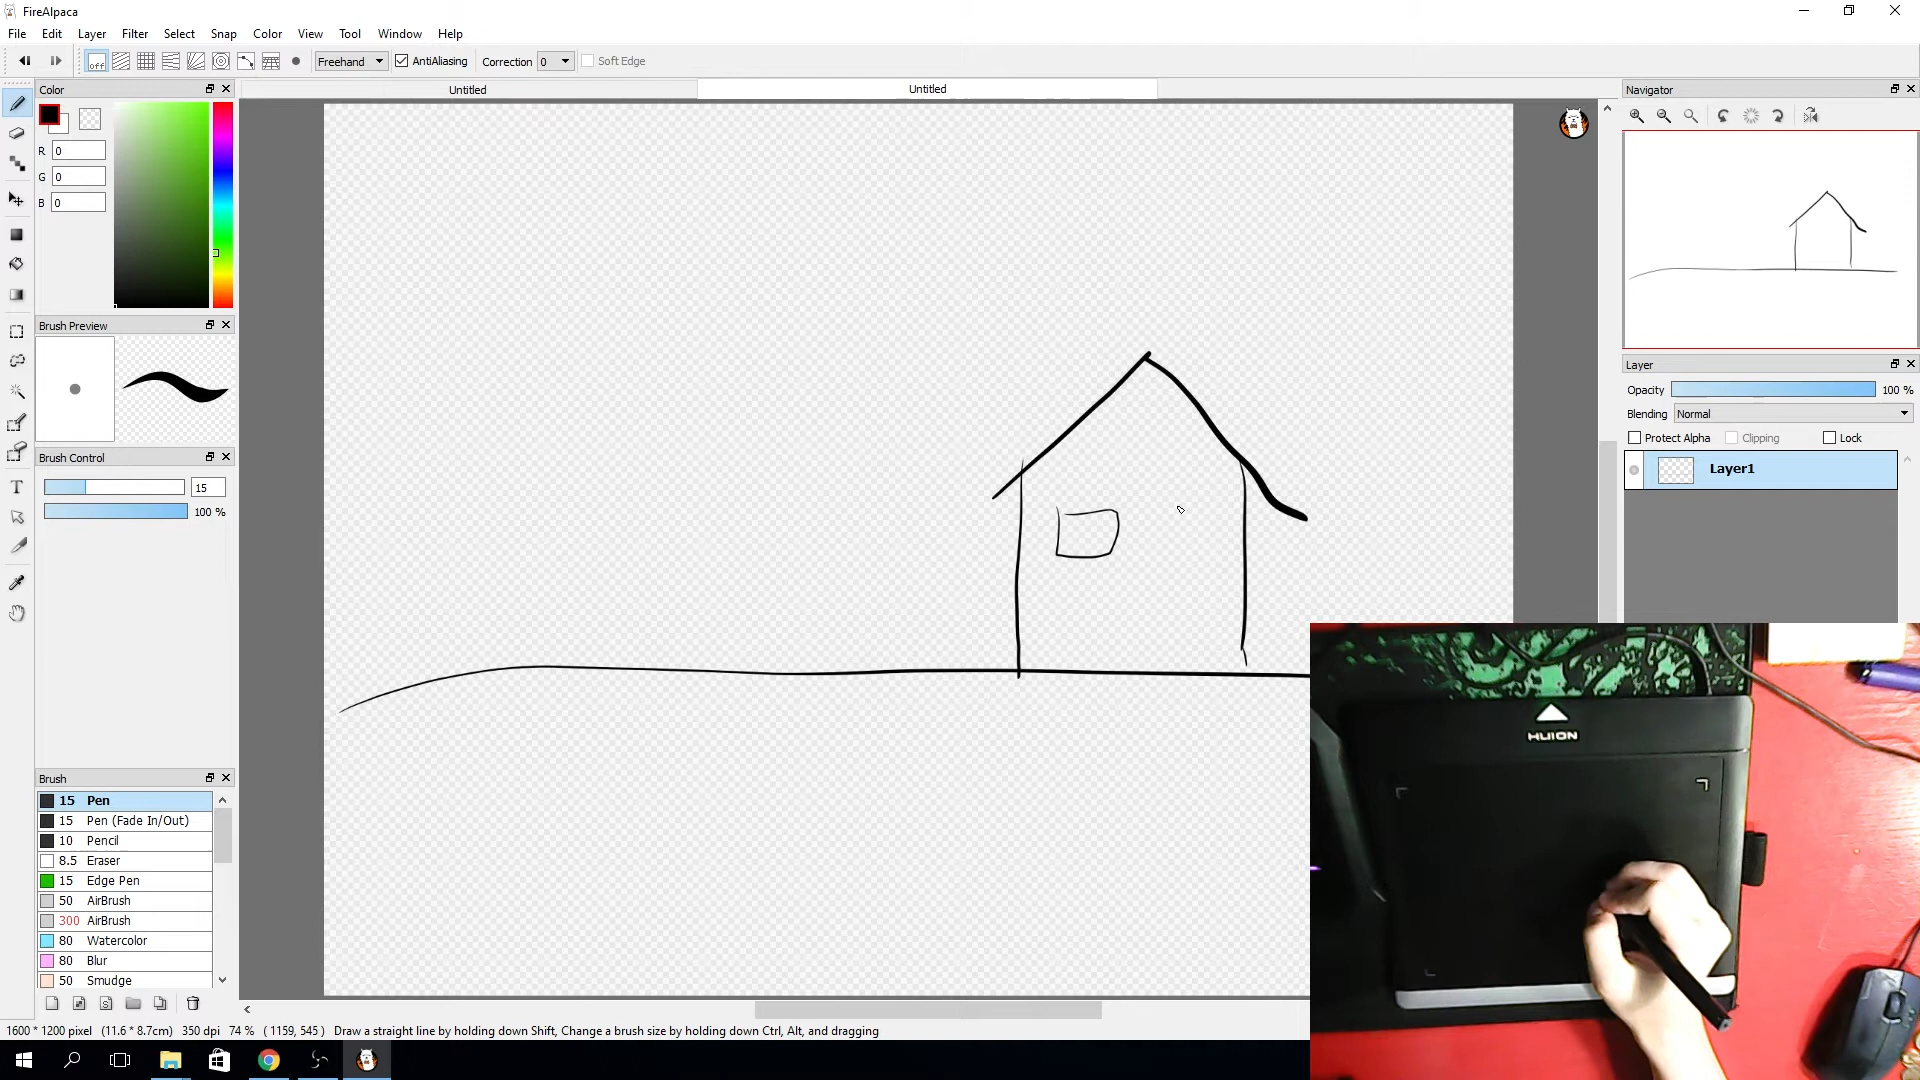 FireAlpaca
File Edit Layer Filter Select Snap Color View Tool Window Help
off Freehand AntiAliasing Correction 0 Soft Edge
Color
Untitled
Untitled
Navigator
R 0
G 0
B 0
Brush Preview
Layer
Opacity 100 %
Blending Normal
Protect Alpha Clipping Lock
Layer1
Brush Control
15
100 %
T
HUION
Brush
15 Pen
15 Pen (Fade In/Out)
10 Pencil
8.5 Eraser
15 Edge Pen
50 AirBrush
300 AirBrush
80 Watercolor
80 Blur
50 Smudge
1600 * 1200 pixel (11.6 * 8.7cm) 350 dpi 74 % ( 1159, 545 ) Draw a straight line by holding down Shift, Change a brush size by holding down Ctrl, Alt, and dragging